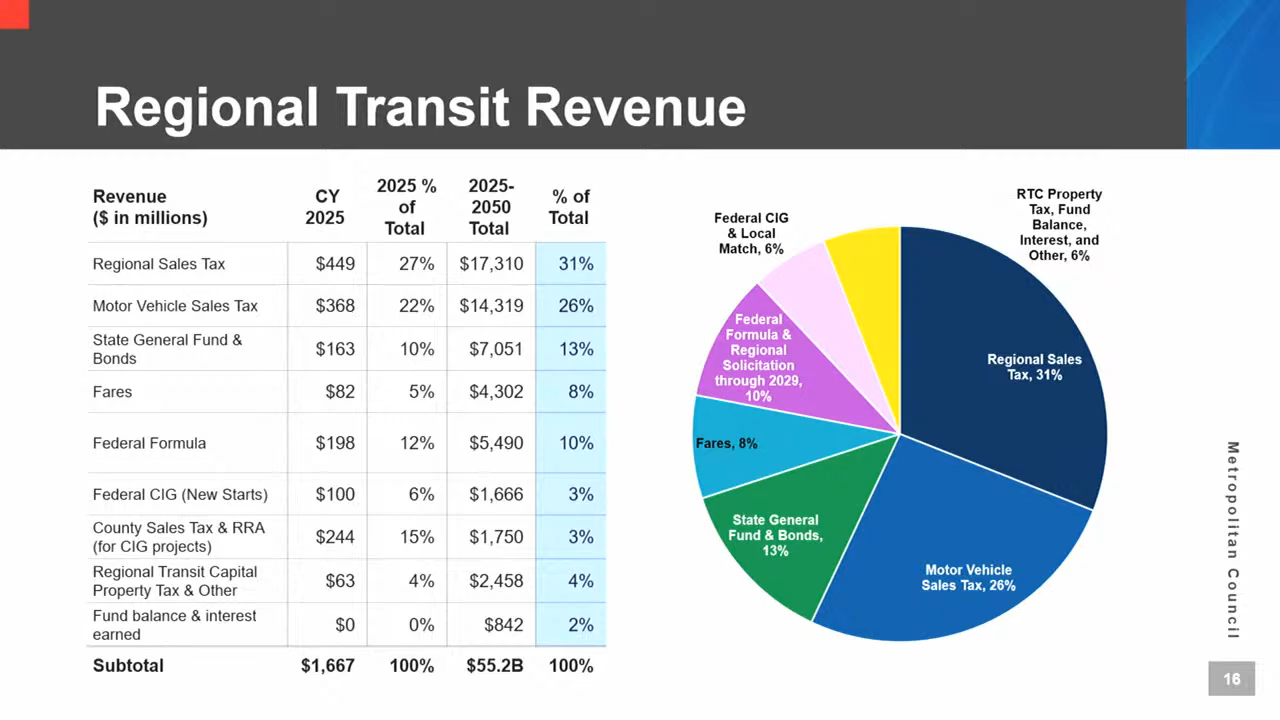 Regional Transit Revenue
Revenue
($ in millions)
CY
2025
2025 %
of
Total
2025-
2050
Total
% of
Total
Regional Sales Tax $449 27% $17,310 31%
Motor Vehicle Sales Tax $368 22% $14,319 26%
State General Fund &
Bonds
$163 10% $7,051 13%
Fares $82 5% $4,302 8%
Federal Formula $198 12% $5,490 10%
Federal CIG (New Starts) $100 6% $1,666 3%
County Sales Tax & RRA
(for CIG projects)
$244 15% $1,750 3%
Regional Transit Capital
Property Tax & Other
$63 4% $2,458 4%
Fund balance & interest
earned
$0 0% $842 2%
Subtotal $1,667 100% $55.2B 100%
Federal CIG
& Local
Match, 6%
RTC Property
Tax, Fund
Balance,
Interest, and
Other, 6%
Federal
Formula &
Regional
Solicitation
through 2029,
10%
Regional Sales
Tax, 31%
Fares, 8%
State General
Fund & Bonds,
13%
Motor Vehicle
Sales Tax, 26%
Metropolitan Council
16